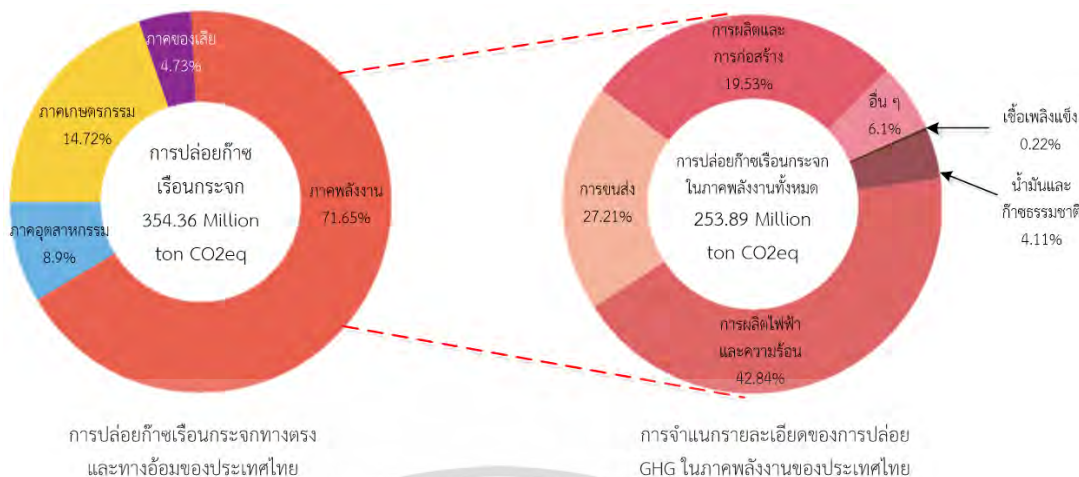 ภาคของเสีย
4.73%
ภาคเกษตรกรรม
14.72%
การปล่อยก๊าซ
เรือนกระจก
354.36 Million
ton CO2eq
ภาคพลังงาน
71.65%
ภาคอุตสาหกรรม
8.9%
การปล่อยก๊าซเรือนกระจกทางตรง
และทางอ้อมของประเทศไทย
การผลิตและ
การก่อสร้าง
19.53%
อื่น ๆ
6.1%
เชื้อเพลิงแข็ง
0.22%
น้ำมันและ
ก๊าซธรรมชาติ
4.11%
การขนส่ง
27.21%
การปล่อยก๊าซเรือนกระจก
ในภาคพลังงานทั้งหมด
253.89 Million
ton CO2eq
การผลิตไฟฟ้า
และความร้อน
42.84%
การจำแนกรายละเอียดของการปล่อย
GHG ในภาคพลังงานของประเทศไทย